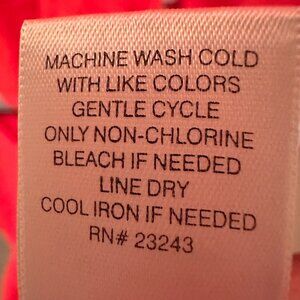 MACHINE WASH COLD
WITH LIKE COLORS
GENTLE CYCLE
ONLY NON-CHLORINE
BLEACH IF NEEDED
LINE DRY
COOL IRON IF NEEDED
RN# 23243